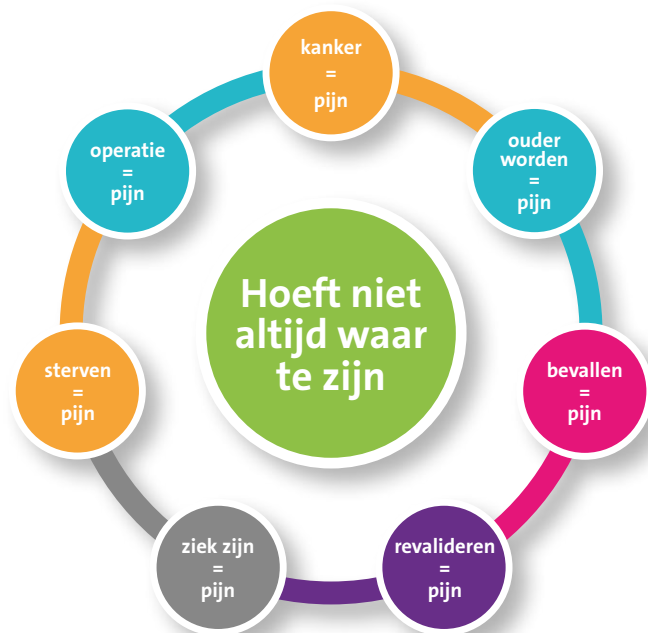 kanker
=
pijn
ouder
worden
=
pijn
bevallen
=
pijn
revalideren
=
pijn
ziek zijn
=
pijn
sterven
=
pijn
operatie
=
pijn
Hoeft niet
altijd waar
te zijn